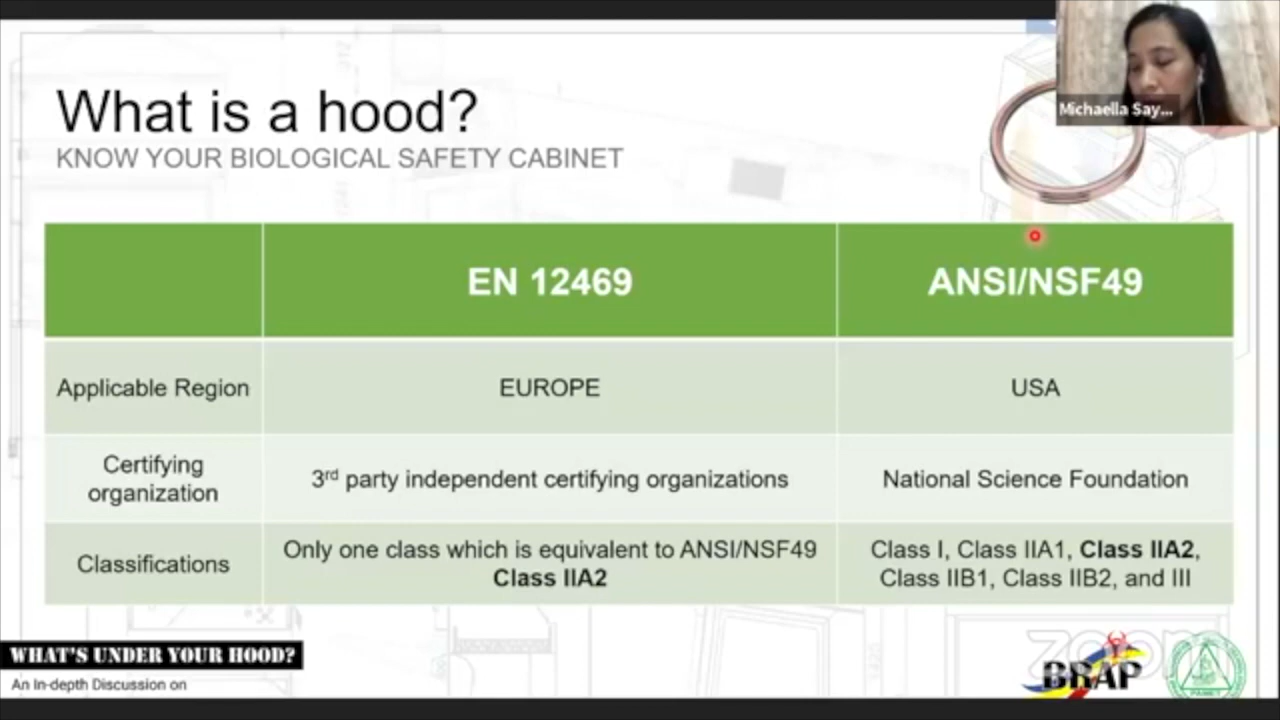 Michaella Say...
What is a hood?
KNOW YOUR BIOLOGICAL SAFETY CABINET
EN 12469
ANSI/NSF49
Applicable Region
EUROPE
USA
Certifying
organization
3rd party independent certifying organizations
National Science Foundation
Classifications
Only one class which is equivalent to ANSI/NSF49
Class IIA2
Class I, Class IIA1, Class IIA2,
Class IIB1, Class IIB2, and III
WHAT'S UNDER YOUR HOOD?
An In-depth Discussion on
zoom
BRAP
PAMET